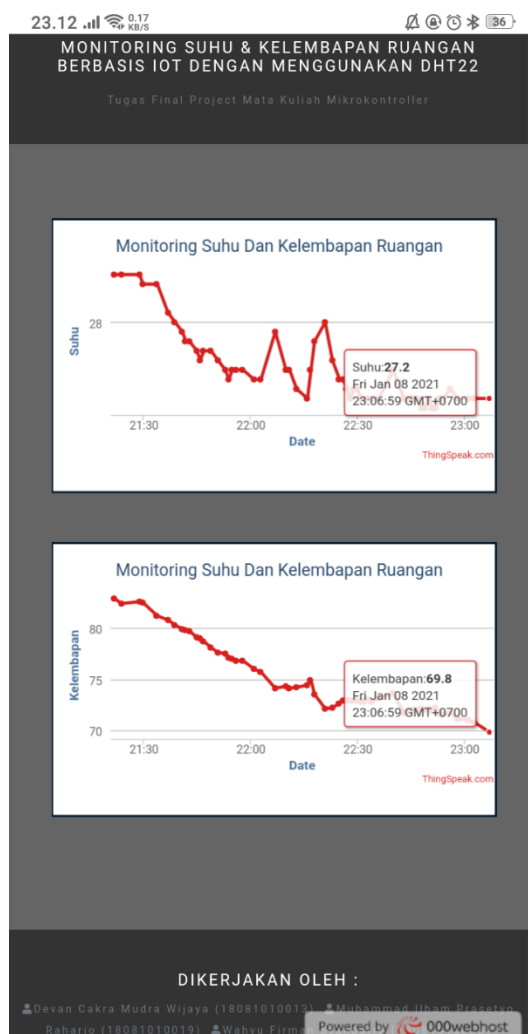 23.12 0.17 KB/S 36
MONITORING SUHU & KELEMBAPAN RUANGAN
BERBASIS IOT DENGAN MENGGUNAKAN DHT22
Tugas Final Project Mata Kuliah Mikrokontroller
Monitoring Suhu Dan Kelembapan Ruangan
Suhu
28
Suhu:27.2
Fri Jan 08 2021
23:06:59 GMT+0700
21:30 22:00 22:30 23:00
Date
ThingSpeak.com
Monitoring Suhu Dan Kelembapan Ruangan
Kelembapan
80
75
70
Kelembapan:69.8
Fri Jan 08 2021
23:06:59 GMT+0700
21:30 22:00 22:30 23:00
Date
ThingSpeak.com
DIKERJAKAN OLEH :
Devan Cakra Mudra Wijaya (18081010013) Muhammad Ilham Prasetyo
Raharjo (18081010019) Wahyu Firman
Powered by 000webhost